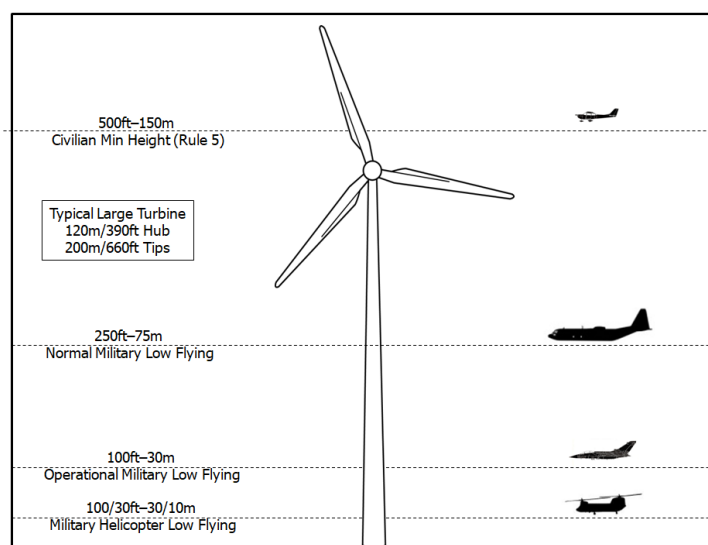 500ft–150m
Civilian Min Height (Rule 5)
Typical Large Turbine
120m/390ft Hub
200m/660ft Tips
250ft–75m
Normal Military Low Flying
100ft–30m
Operational Military Low Flying
100/30ft–30/10m
Military Helicopter Low Flying